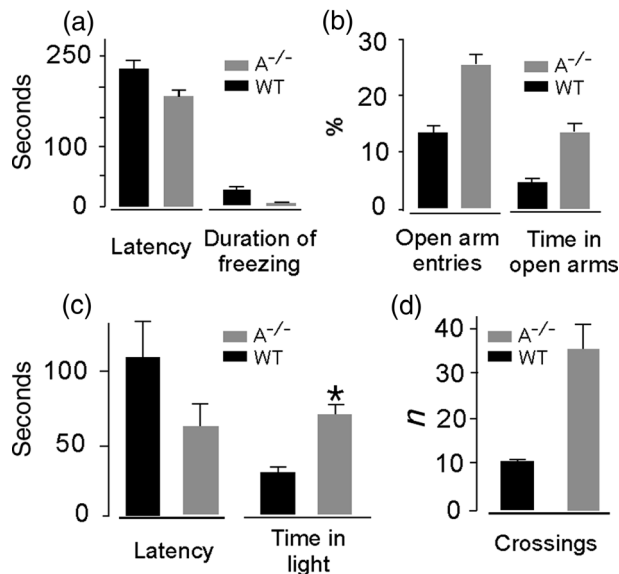 (a)
250
100
0
Seconds
A-/-
WT
Latency
Duration of
freezing
(b)
30
20
10
0
%
A-/-
WT
Open arm
entries
Time in
open arms
(c)
100
50
0
Seconds
A-/-
WT
*
Latency
Time in
light
(d)
40
30
20
10
0
n
A-/-
WT
Crossings